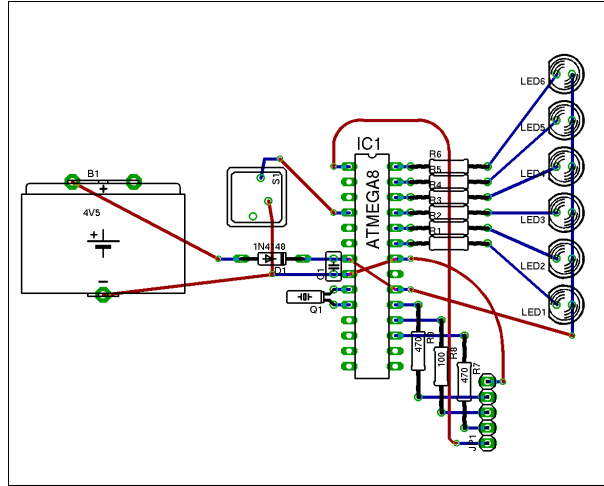 LED6
LED5
LED4
LED3
LED2
LED1
IC1
ATMEGA8
R6
R5
R4
R3
R2
R1
S1
B1
+
4V5
+
−
1N4148
D1
C1
Q1
470
R9
100
R8
470
R7
JP1